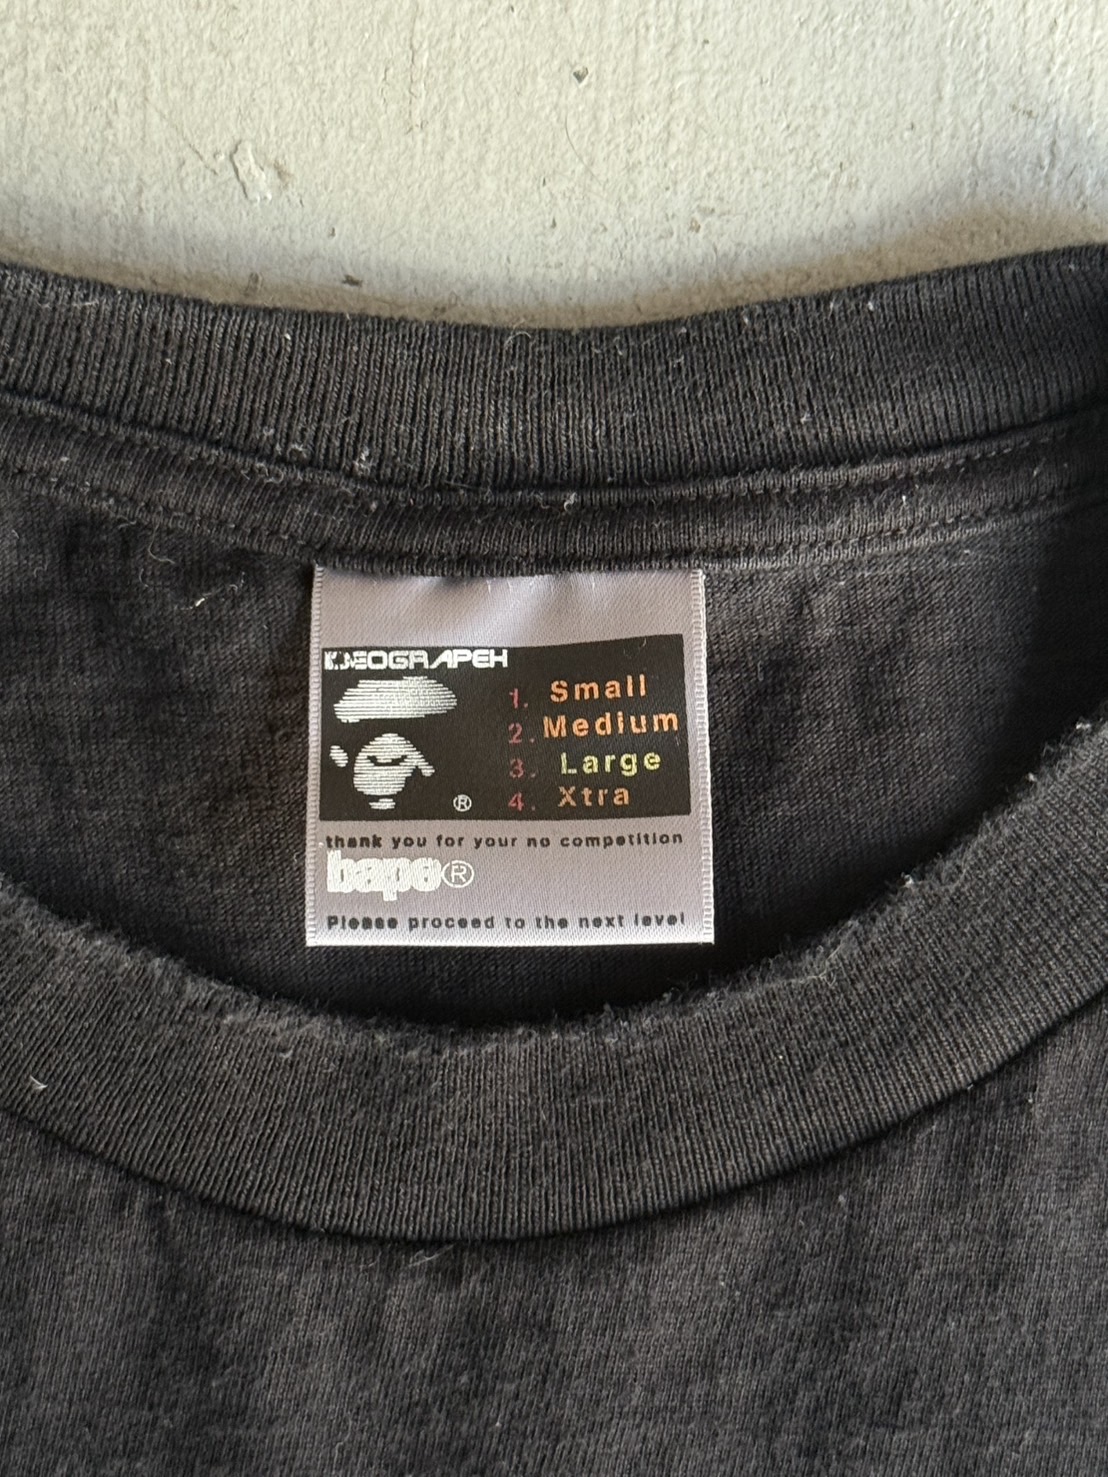 ®
1. Small
2. Medium
3. Large
4. Xtra
thank you for your no competition
bape®
Please proceed to the next level